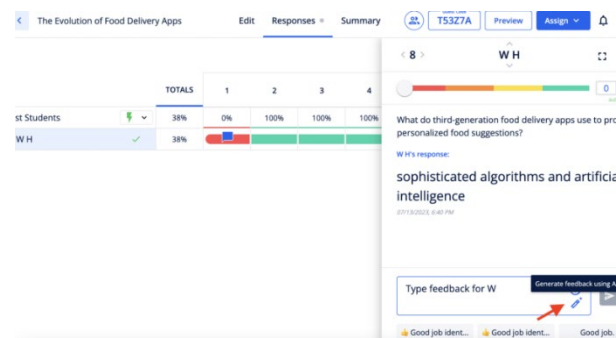 The Evolution of Food Delivery Apps
Edit
Responses
Summary
T53Z7A
Preview
Assign
8
W H
TOTALS
1
2
3
4
0
st Students
38%
0%
100%
100%
100%
W H
38%
What do third-generation food delivery apps use to pro
personalized food suggestions?
W H's response:
sophisticated algorithms and artificia
intelligence
07/13/2023, 6:40 PM
Type feedback for W
Generate feedback using A
Good job ident...
Good job ident...
Good job.